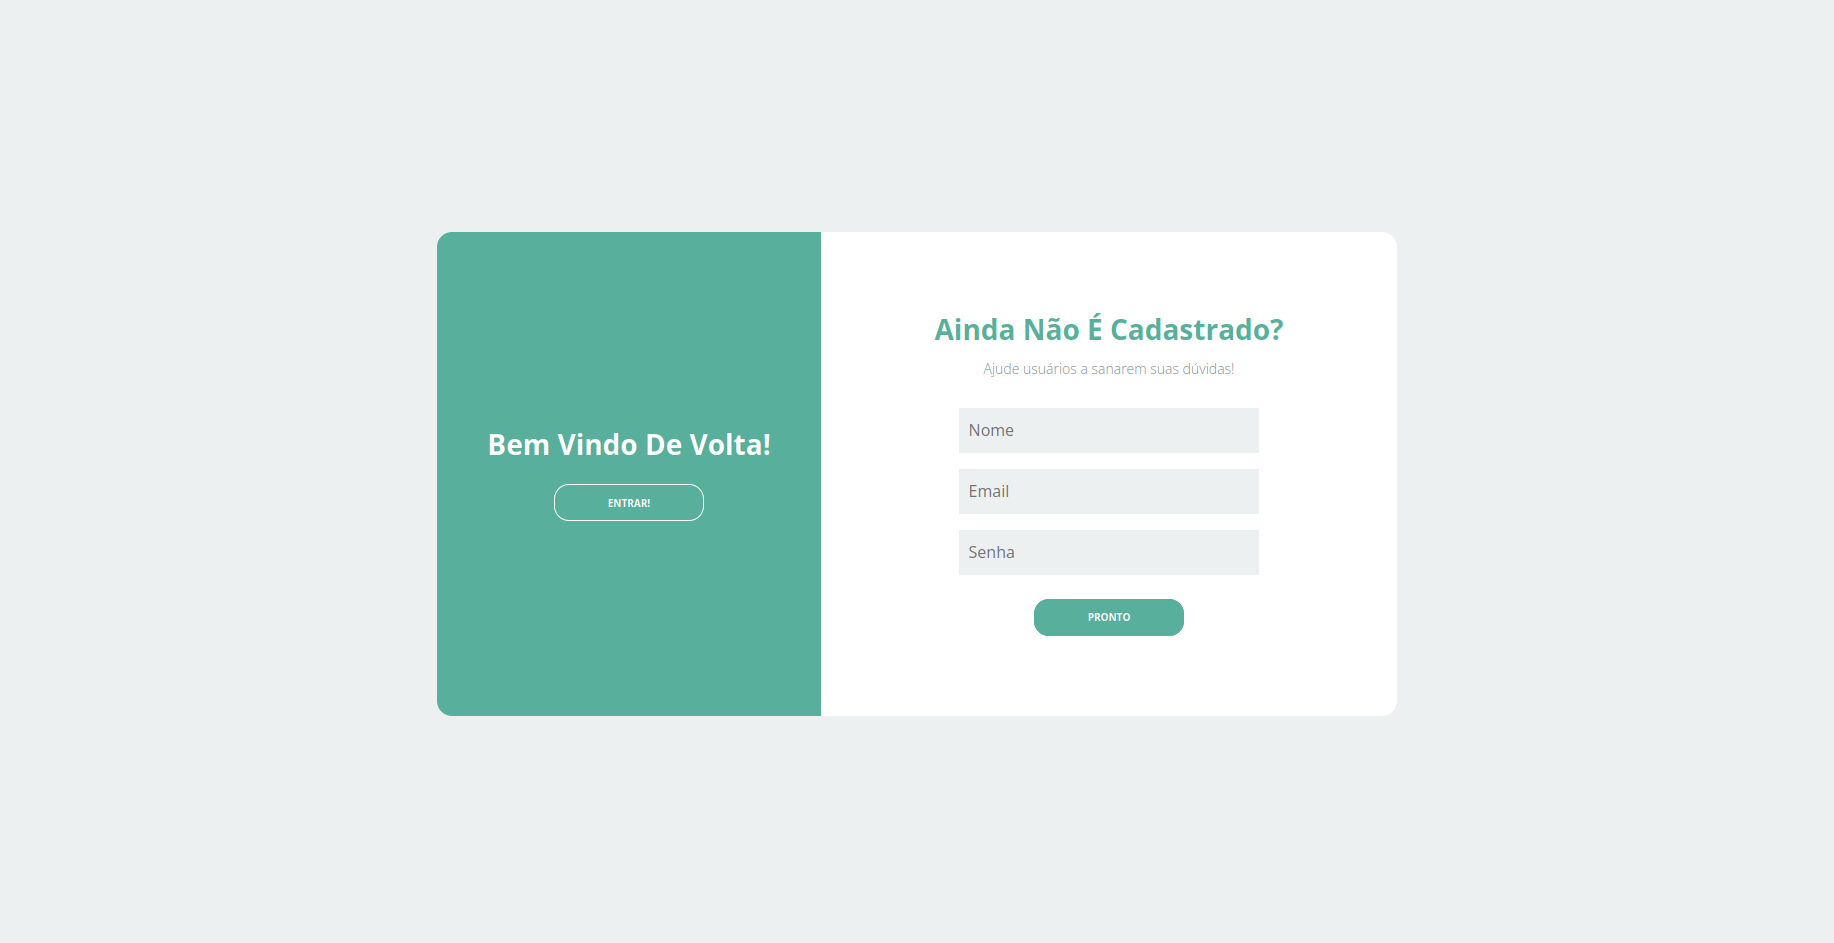 Bem Vindo De Volta!
ENTRAR!
Ainda Não É Cadastrado?
Ajude usuários a sanarem suas dúvidas!
Nome
Email
Senha
PRONTO